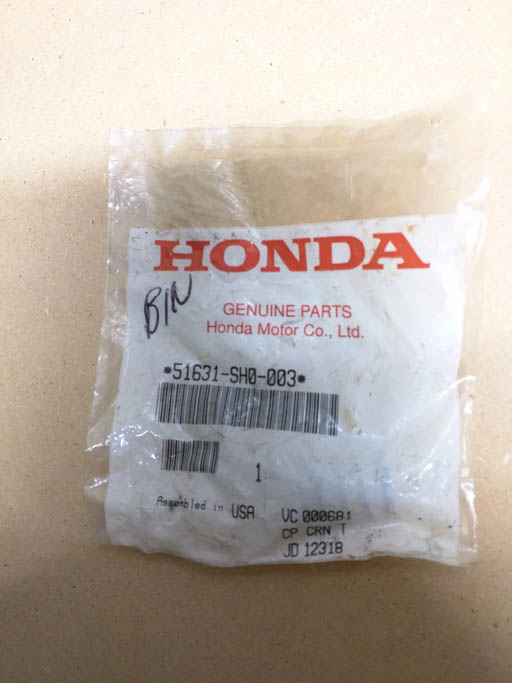 HONDA
BIN
GENUINE PARTS
Honda Motor Co., Ltd.
*51631-SH0-003*
1
Assembled in USA
VC 000681
CP CRN T
JD 12318